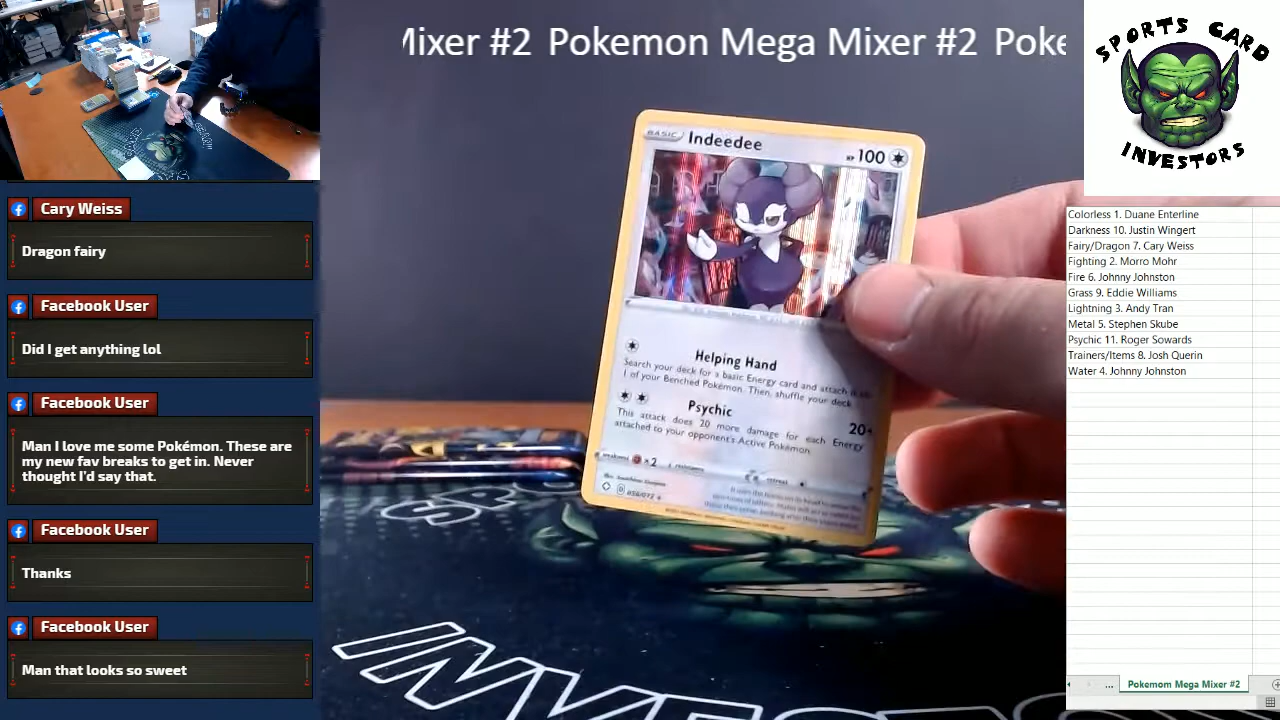 Mixer #2 Pokemon Mega Mixer #2 Poke
SPORTS CARD
INVESTORS
Cary Weiss
Dragon fairy
Facebook User
Did I get anything lol
Facebook User
Man I love me some Pokémon. These are
my new fav breaks to get in. Never
thought I'd say that.
Facebook User
Thanks
Facebook User
Man that looks so sweet
BASIC
Indeedee
HP 100
Helping Hand
Search your deck for a basic Energy card and attach
1 of your Benched Pokémon. Then, shuffle your deck
Psychic
20+
This attack does 20 more damage for each Energy
attached to your opponent's Active Pokémon.
weakness
×2
INVES
Colorless 1. Duane Enterline
Darkness 10. Justin Wingert
Fairy/Dragon 7. Cary Weiss
Fighting 2. Morro Mohr
Fire 6. Johnny Johnston
Grass 9. Eddie Williams
Lightning 3. Andy Tran
Metal 5. Stephen Skube
Psychic 11. Roger Sowards
Trainers/Items 8. Josh Querin
Water 4. Johnny Johnston
... Pokemom Mega Mixer #2